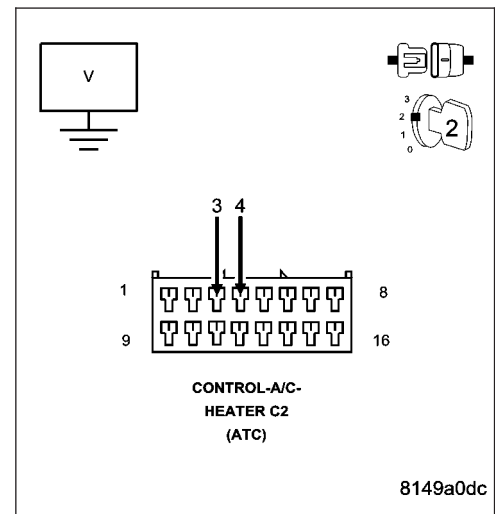 V
3
2
1
0
2
3 4
1 8
9 16
CONTROL-A/C-
HEATER C2
(ATC)
8149a0dc